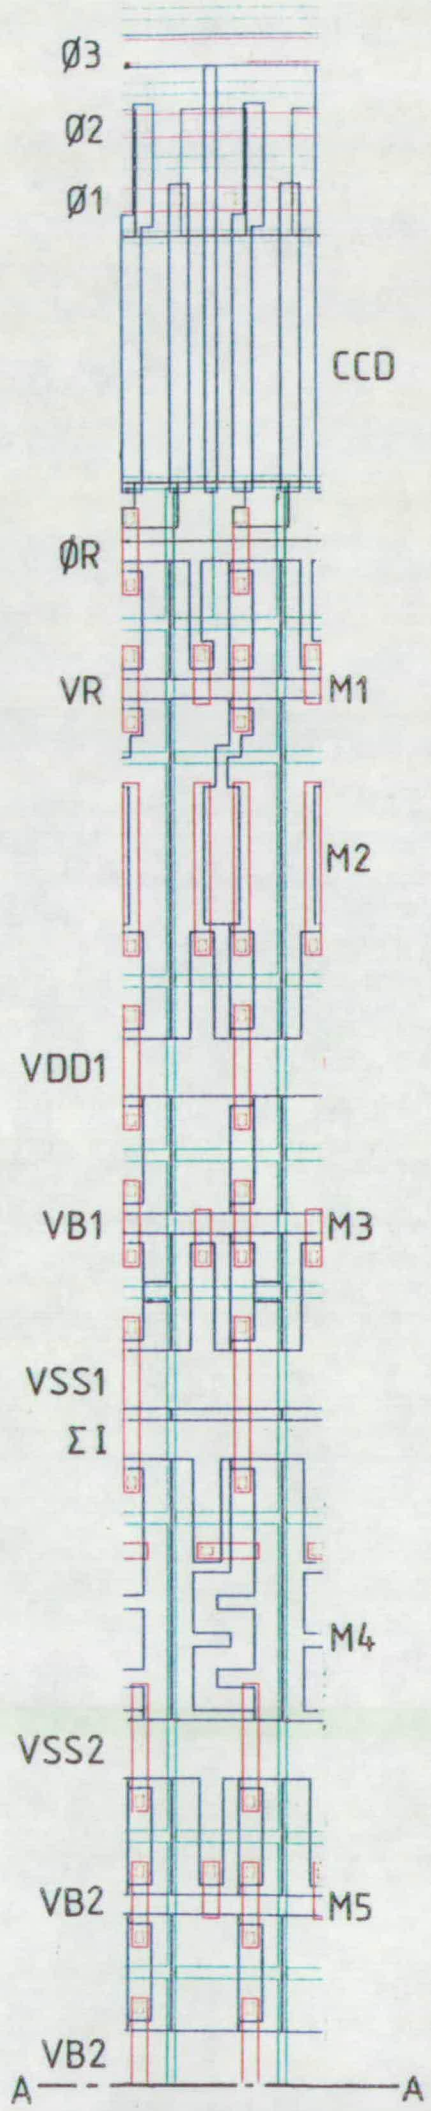 Ø3
Ø2
Ø1
CCD
ØR
VR M1
M2
VDD1
VB1 M3
VSS1
ΣI
M4
VSS2
VB2 M5
VB2
A A